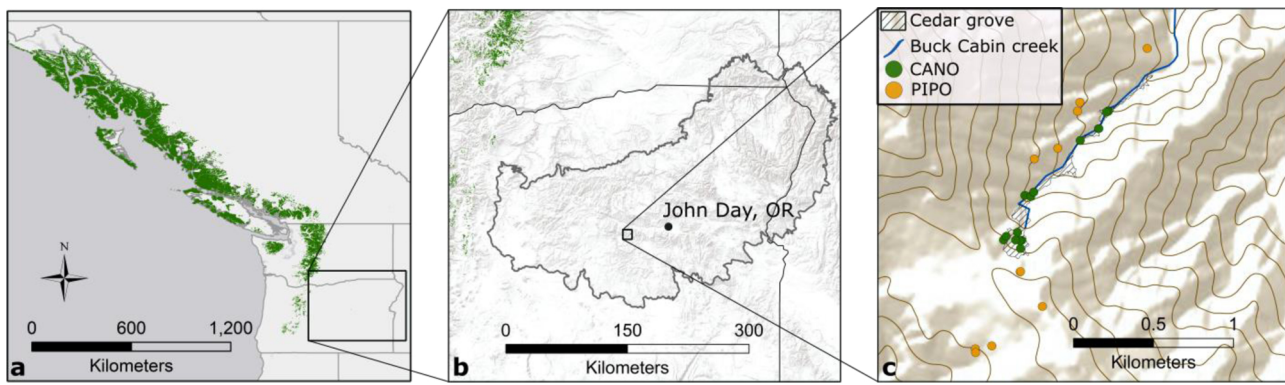 N
0 600 1,200
Kilometers
a
John Day, OR
0 150 300
Kilometers
b
Cedar grove
Buck Cabin creek
CANO
PIPO
0 0.5 1
Kilometers
c